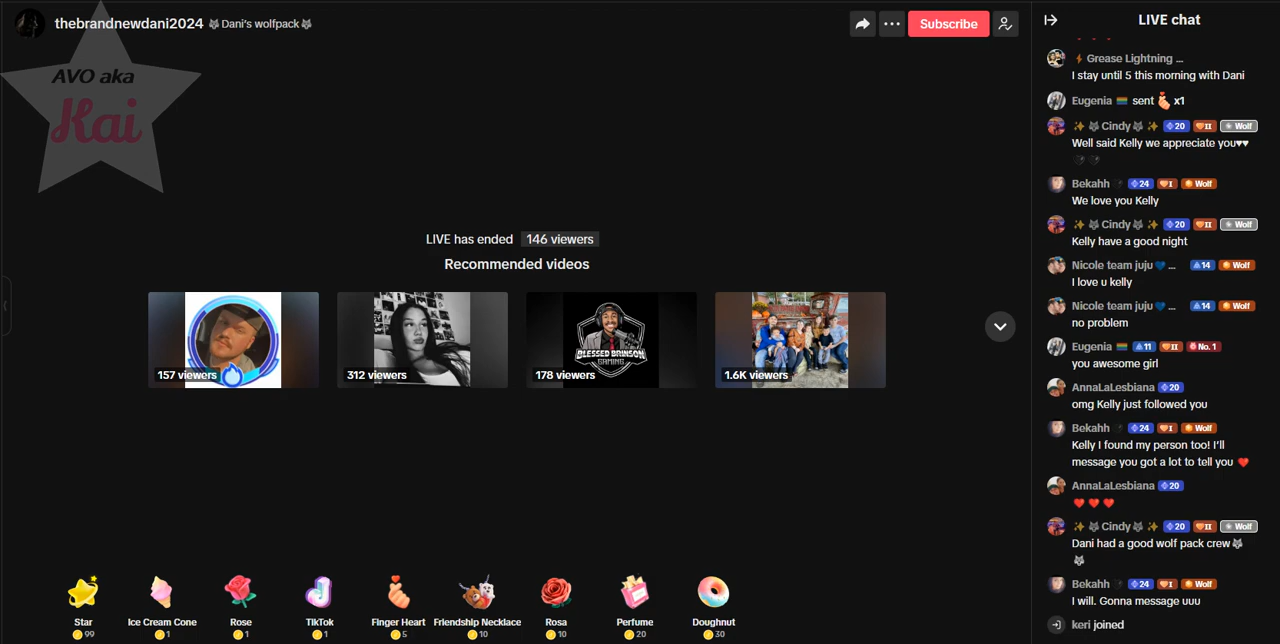 thebrandnewdani2024 🐺Dani's wolfpack🐺
Subscribe
AVO aka
Kai
LIVE has ended 146 viewers
Recommended videos
157 viewers
312 viewers
BLESSED BRINSON
GAMING
178 viewers
1.6K viewers
Star
99
Ice Cream Cone
1
Rose
1
TikTok
1
Finger Heart
5
Friendship Necklace
10
Rosa
10
Perfume
20
Doughnut
30
LIVE chat
⚡Grease Lightning ...
I stay until 5 this morning with Dani
Eugenia sent x1
✨🐺Cindy🐺✨ 20 II Wolf
Well said Kelly we appreciate you♥♥
Bekahh 24 I Wolf
We love you Kelly
✨🐺Cindy🐺✨ 20 II Wolf
Kelly have a good night
Nicole team juju💙... 14 Wolf
I love u kelly
Nicole team juju💙... 14 Wolf
no problem
Eugenia 11 II No. 1
you awesome girl
AnnaLaLesbiana 20
omg Kelly just followed you
Bekahh 24 I Wolf
Kelly I found my person too! I'll
message you got a lot to tell you ❤️
AnnaLaLesbiana 20
❤️❤️❤️
✨🐺Cindy🐺✨ 20 II Wolf
Dani had a good wolf pack crew🐺
🐺
Bekahh 24 I Wolf
I will. Gonna message uuu
keri joined